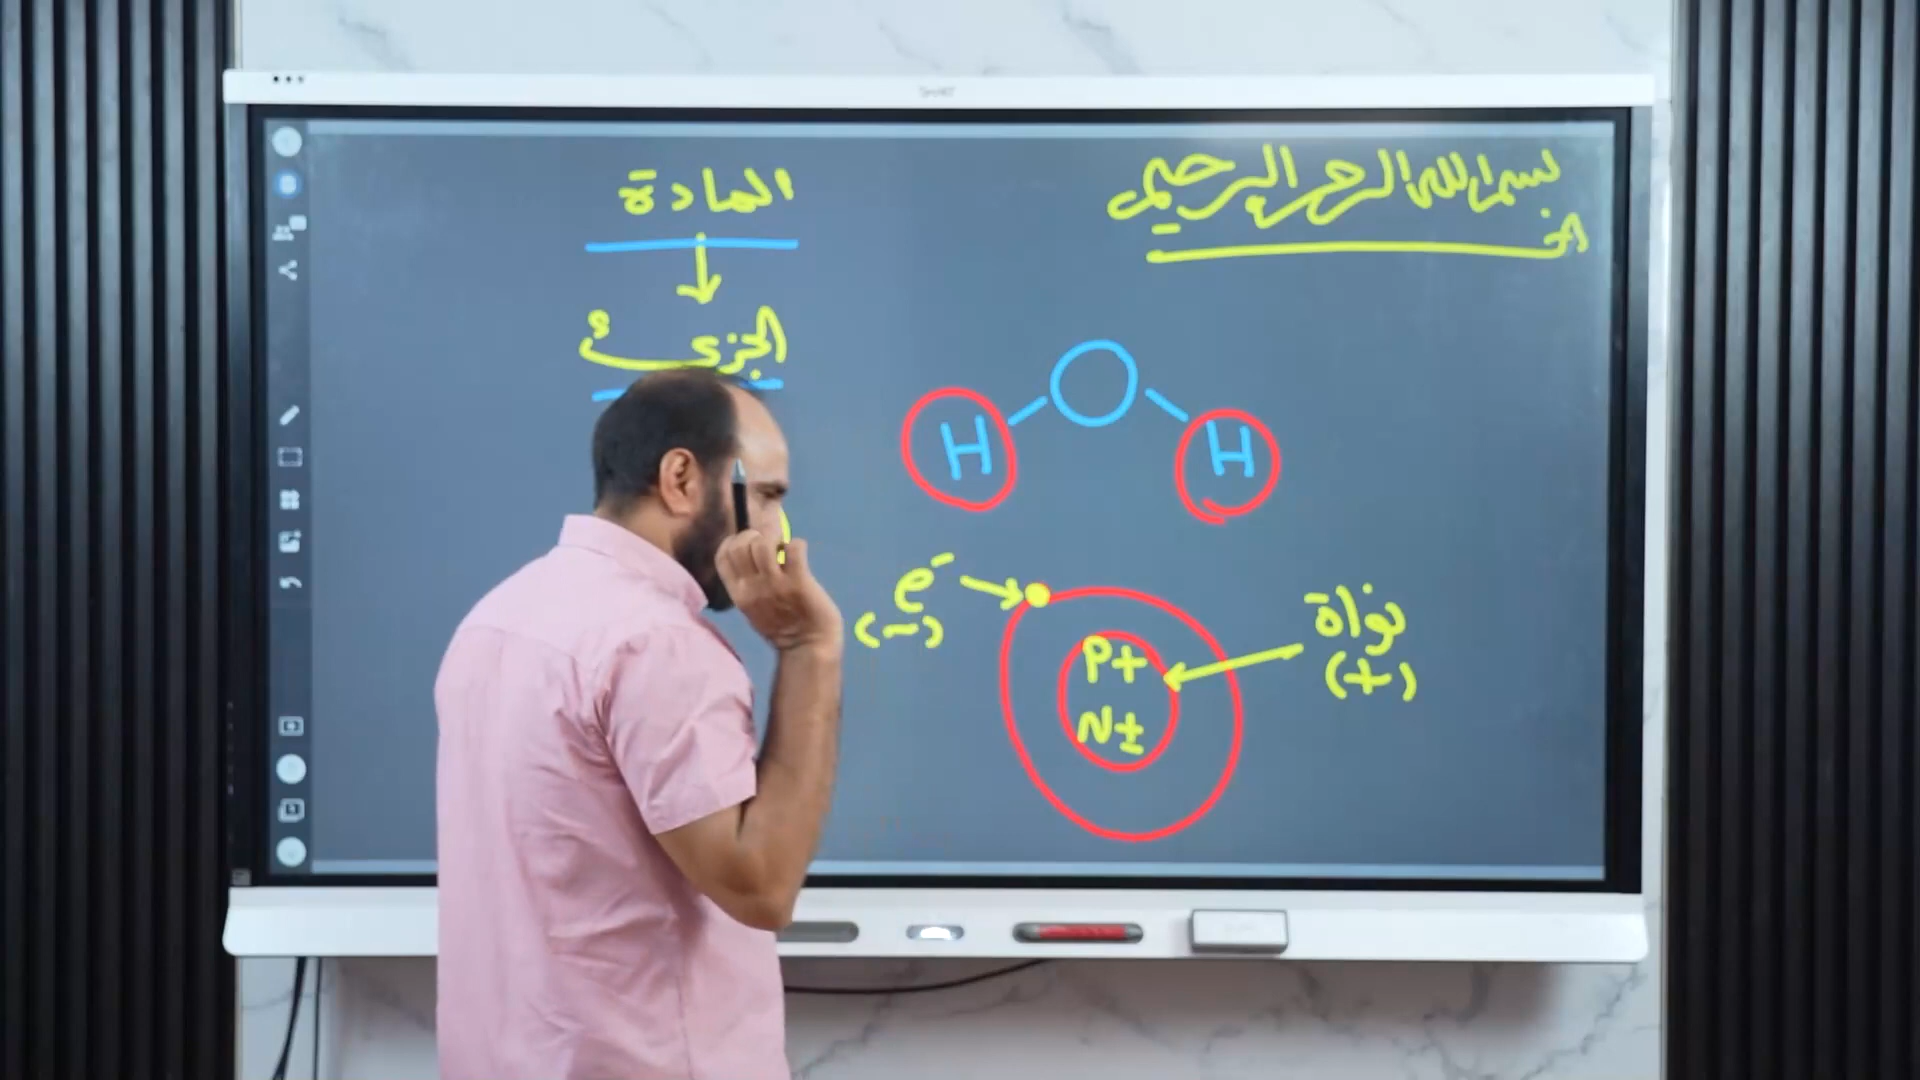 بسم الله الرحمن الرحيم
المادة
الجزيء
H
H
e-
(-)
P+
N±
نواة
(+)